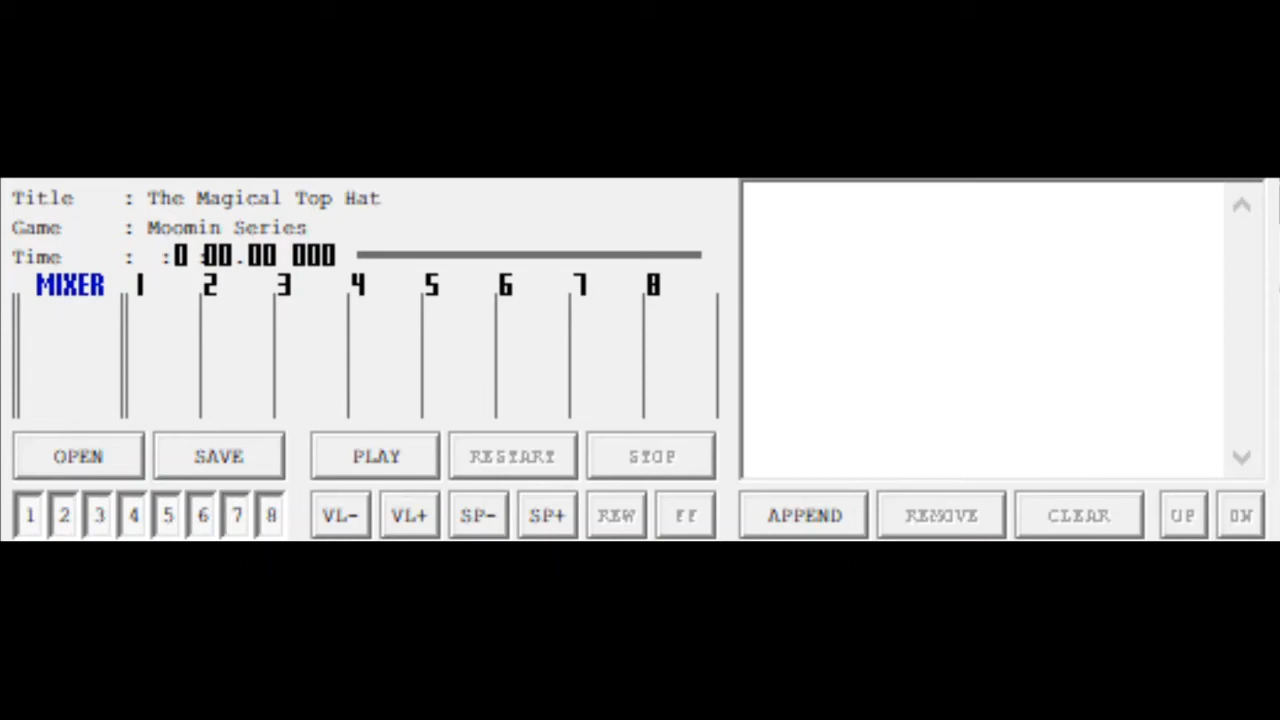 Title : The Magical Top Hat
Game : Moomin Series
Time : :0 :00.00 000
MIXER 1 2 3 4 5 6 7 8
OPEN SAVE PLAY RESTART STOP
1 2 3 4 5 6 7 8 VL- VL+ SP- SP+ REW FF APPEND REMOVE CLEAR UP DN